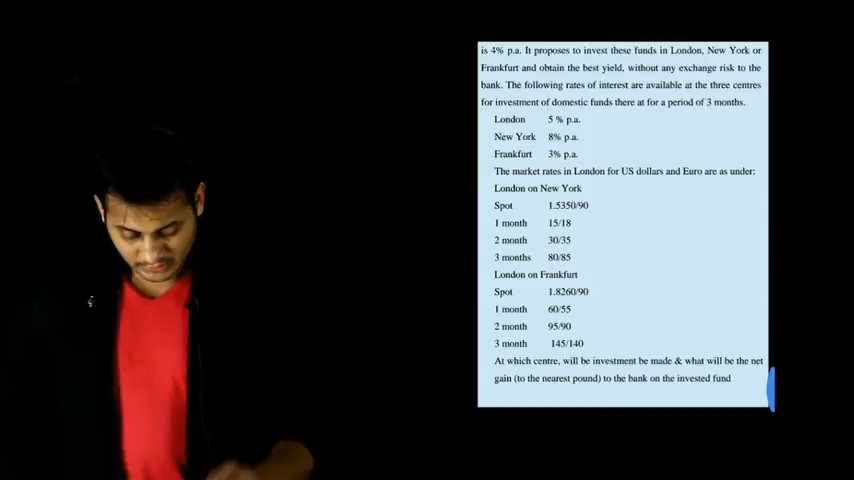 is 4% p.a. It proposes to invest these funds in London, New York or
Frankfurt and obtain the best yield, without any exchange risk to the
bank. The following rates of interest are available at the three centres
for investment of domestic funds there at for a period of 3 months.
London 5 % p.a.
New York 8% p.a.
Frankfurt 3% p.a.
The market rates in London for US dollars and Euro are as under:
London on New York
Spot 1.5350/90
1 month 15/18
2 month 30/35
3 months 80/85
London on Frankfurt
Spot 1.8260/90
1 month 60/55
2 month 95/90
3 month 145/140
At which centre, will be investment be made & what will be the net
gain (to the nearest pound) to the bank on the invested fund